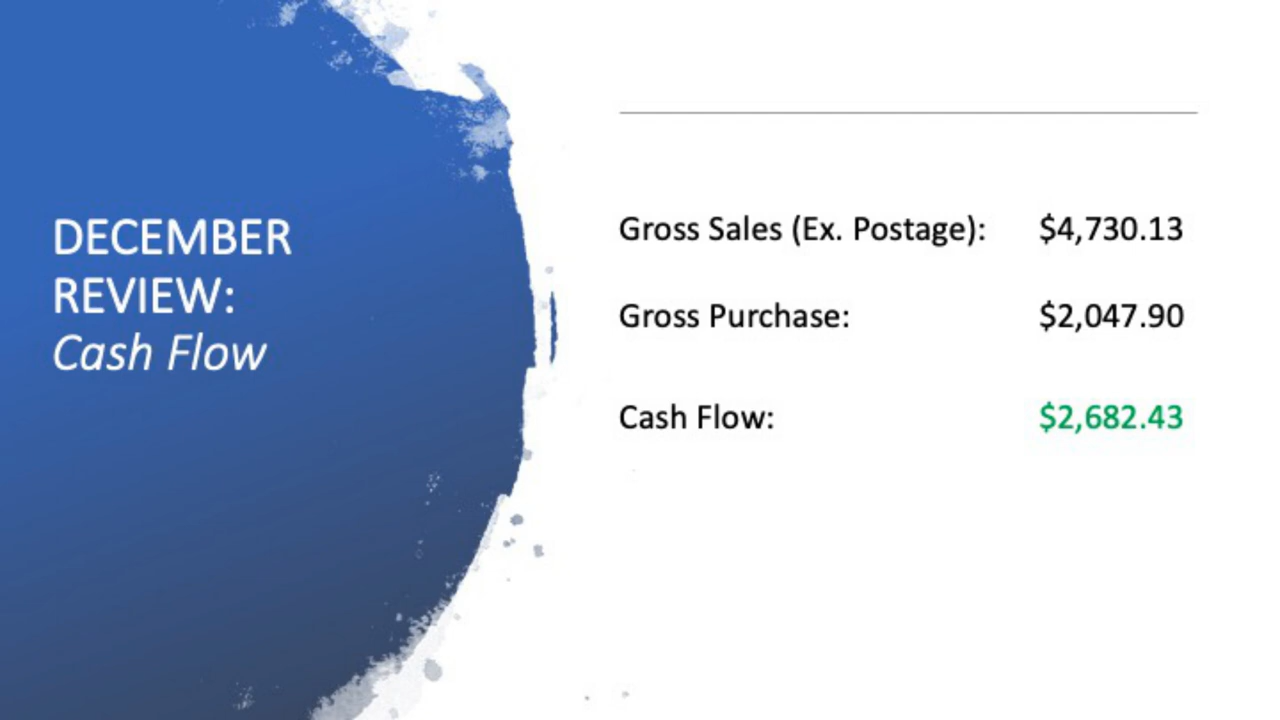 DECEMBER
REVIEW:
Cash Flow
Gross Sales (Ex. Postage): $4,730.13
Gross Purchase: $2,047.90
Cash Flow: $2,682.43